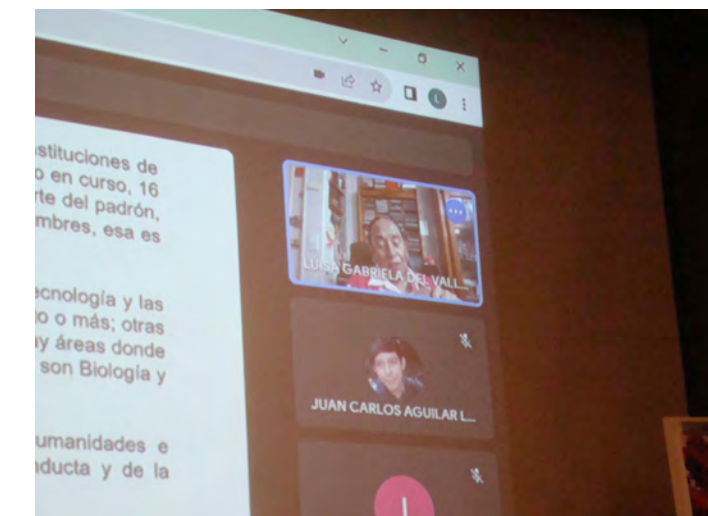 L
stituciones de
o en curso, 16
rte del padrón,
mbres, esa es
ecnología y las
o o más; otras
ay áreas donde
son Biología y
umanidades e
nducta y de la
LUISA GABRIELA DEL VALL...
JUAN CARLOS AGUILAR L...